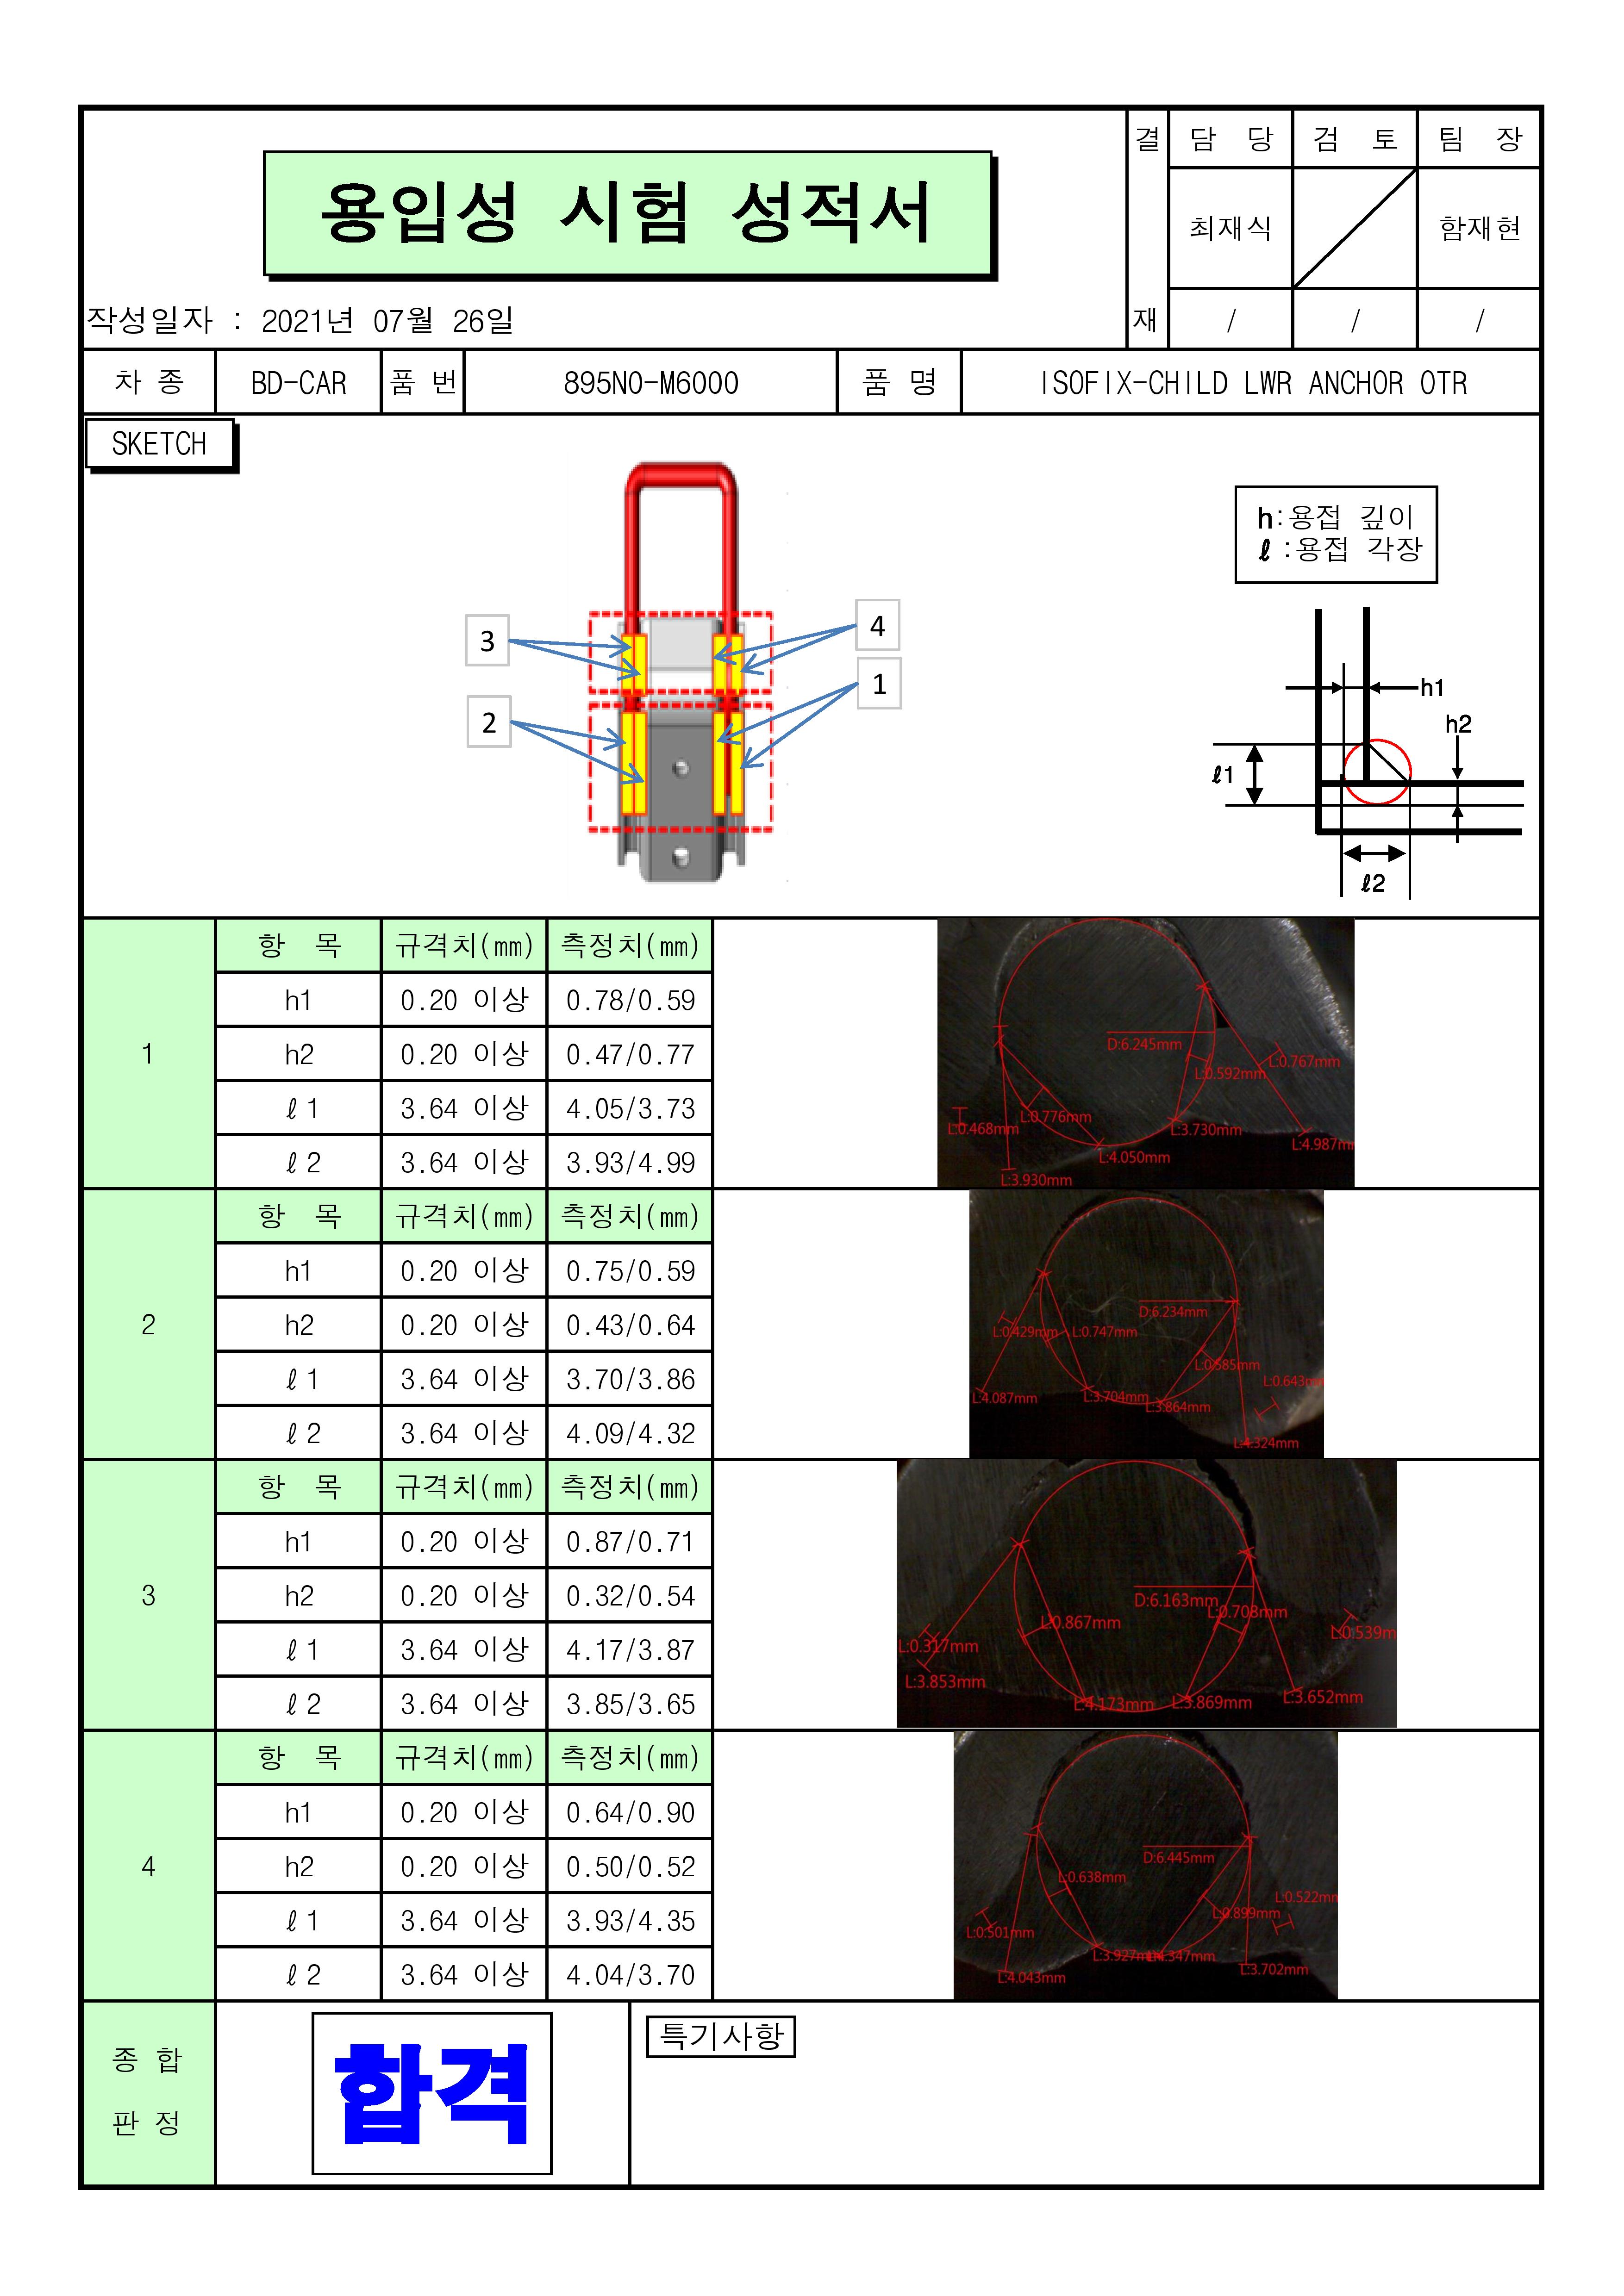 용입성 시험 성적서
결 재
담 당
검 토
팀 장
최재식
함재현
/ / /
작성일자 : 2021년 07월 26일
차 종 BD-CAR 품 번 895N0-M6000 품 명 ISOFIX-CHILD LWR ANCHOR OTR
SKETCH
h:용접 깊이
ℓ :용접 각장
3
4
1
2
h1
h2
ℓ1
ℓ2
1
항 목 규격치(㎜) 측정치(㎜)
h1 0.20 이상 0.78/0.59
h2 0.20 이상 0.47/0.77
ℓ1 3.64 이상 4.05/3.73
ℓ2 3.64 이상 3.93/4.99
D:6.245mm
L:0.767mm
L:0.592mm
L:0.776mm
L:0.468mm
L:3.730mm
L:4.987mm
L:4.050mm
L:3.930mm
2
항 목 규격치(㎜) 측정치(㎜)
h1 0.20 이상 0.75/0.59
h2 0.20 이상 0.43/0.64
ℓ1 3.64 이상 3.70/3.86
ℓ2 3.64 이상 4.09/4.32
D:6.234mm
L:0.429mm
L:0.747mm
L:0.585mm
L:0.643mm
L:4.087mm
L:3.704mm
L:3.864mm
L:4.324mm
3
항 목 규격치(㎜) 측정치(㎜)
h1 0.20 이상 0.87/0.71
h2 0.20 이상 0.32/0.54
ℓ1 3.64 이상 4.17/3.87
ℓ2 3.64 이상 3.85/3.65
D:6.163mm
L:0.708mm
L:0.867mm
L:0.539m
L:0.317mm
L:3.853mm
L:4.173mm
L:3.869mm
L:3.652mm
4
항 목 규격치(㎜) 측정치(㎜)
h1 0.20 이상 0.64/0.90
h2 0.20 이상 0.50/0.52
ℓ1 3.64 이상 3.93/4.35
ℓ2 3.64 이상 4.04/3.70
D:6.445mm
L:0.638mm
L:0.522mm
L:0.899mm
L:0.501mm
L:3.927mm
L:4.347mm
L:3.702mm
L:4.043mm
종 합
판 정
합격
특기사항